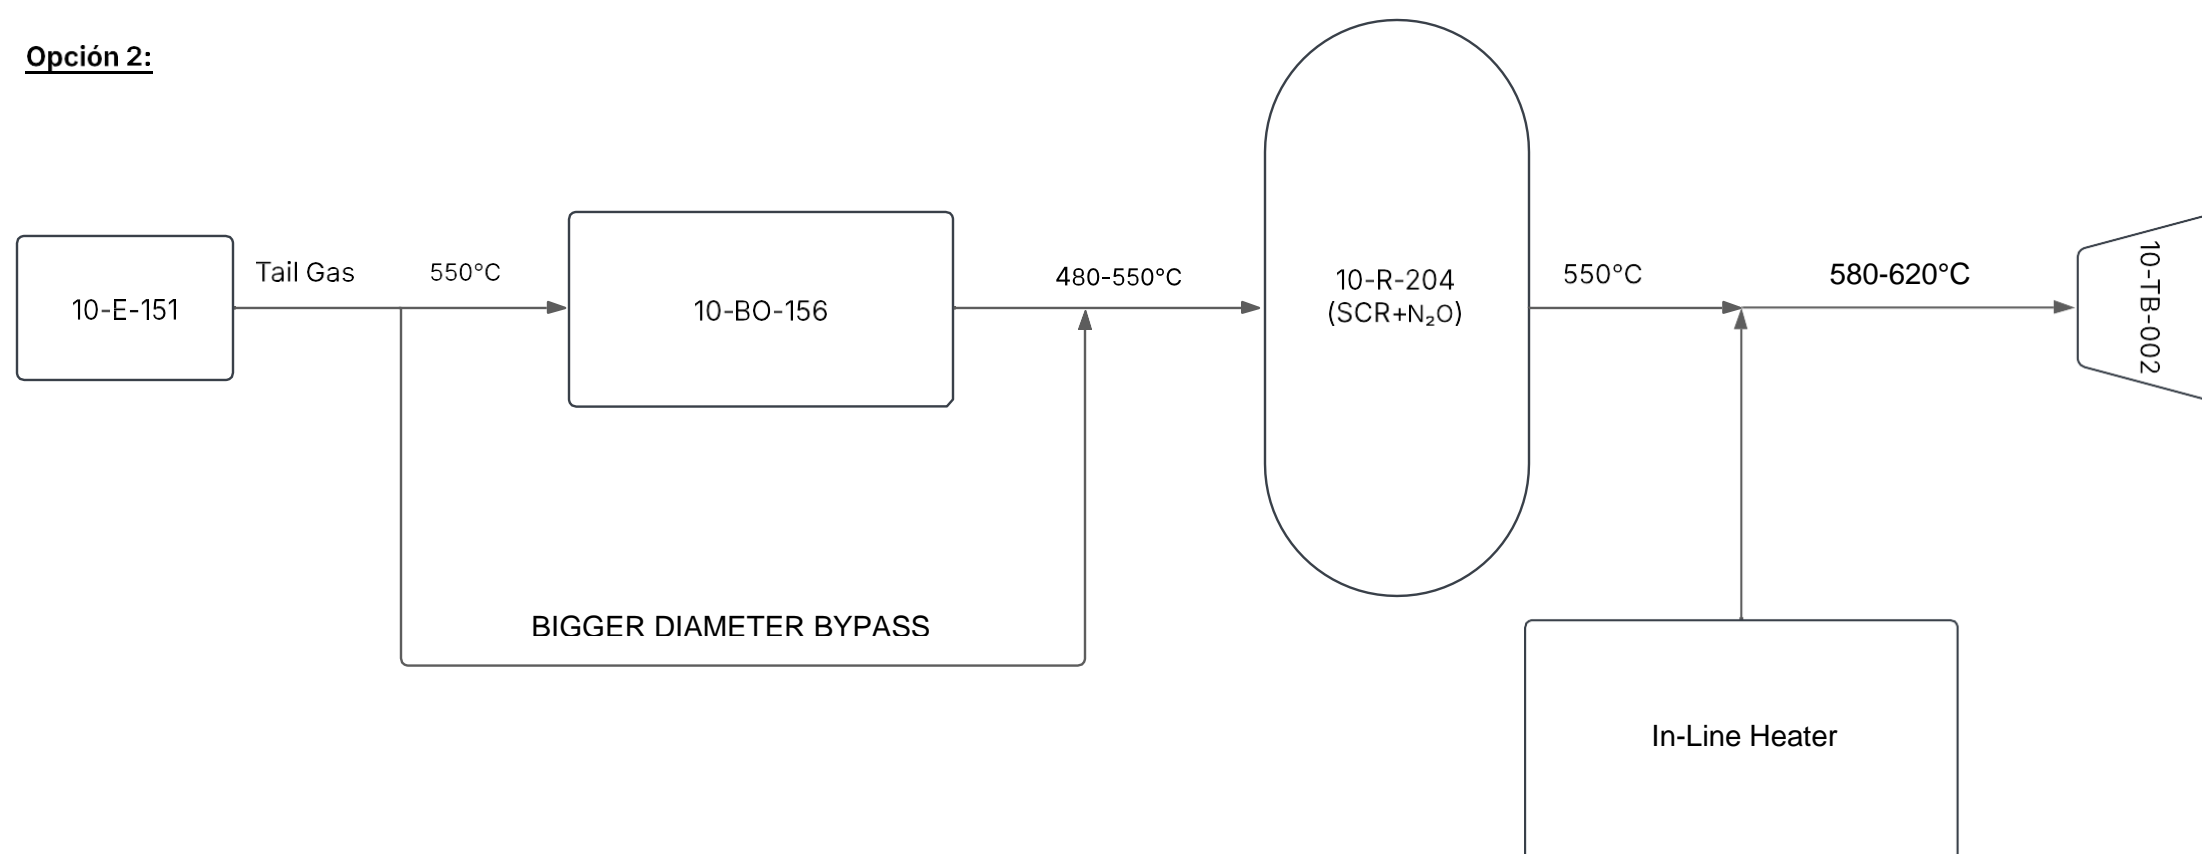 Opción 2:
Tail Gas
550°C
480-550°C
550°C
580-620°C
10-E-151
10-BO-156
10-R-204
(SCR+N₂O)
10-TB-002
BIGGER DIAMETER BYPASS
In-Line Heater